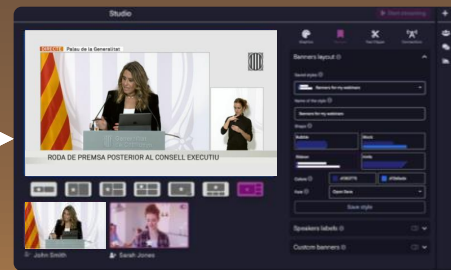 Studio
Start streaming
DIRECTE Palau de la Generalitat
RODA DE PREMSA POSTERIOR AL CONSELL EXECUTIU
John Smith
Sarah Jones
Banners layout
Saved styles
Banners for my webinars
Name of the style
Banners for my webinars
Shape
Bubble
Block
Ribbon
Colors
Font
Open Sans
Save style
Speakers labels
Custom banners